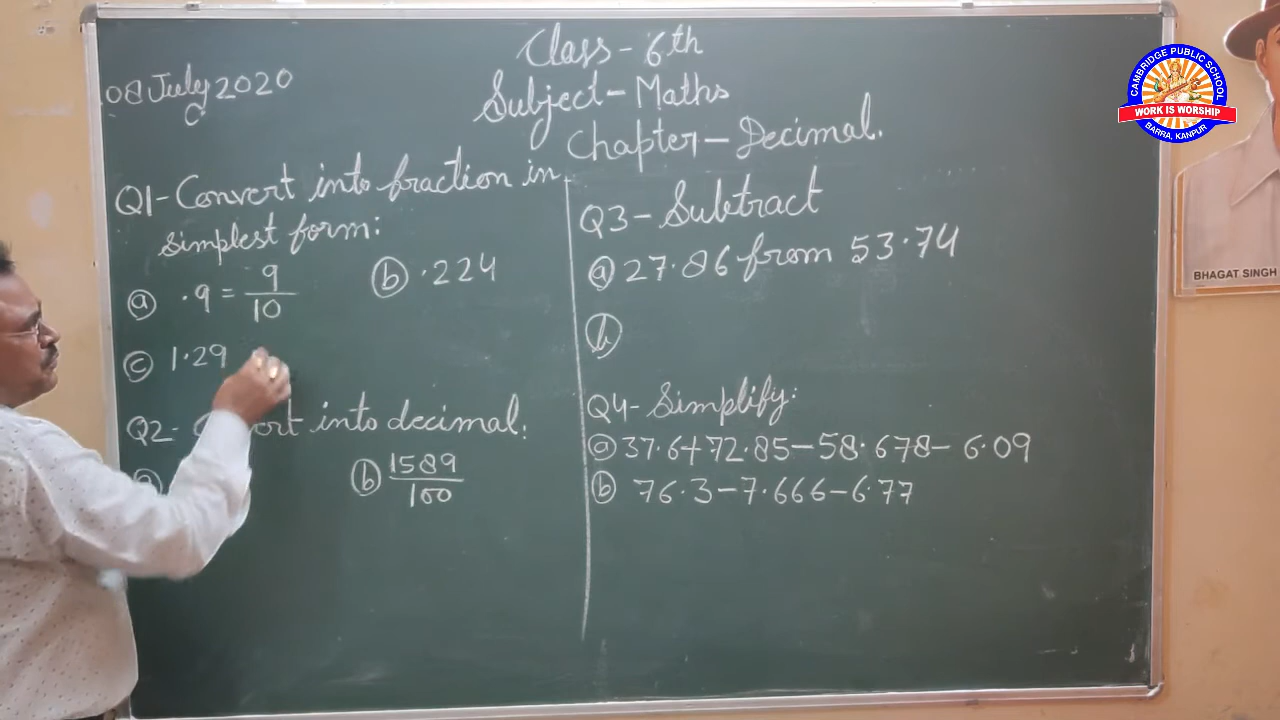 08 July 2020
Class - 6th
Subject - Maths
Chapter - Decimal.
Q1 - Convert into fraction in
simplest form:
(a) .9 = 9/10
(b) .224
(c) 1.29
Q2 - into decimal:
(b) 1589/100
Q3 - Subtract
(a) 27.86 from 53.74
(b)
Q4 - Simplify:
(a) 37.6+72.85-58.678-6.09
(b) 76.3-7.666-6.77
CAMBRIDGE PUBLIC SCHOOL
WORK IS WORSHIP
BARRA, KANPUR
BHAGAT SINGH